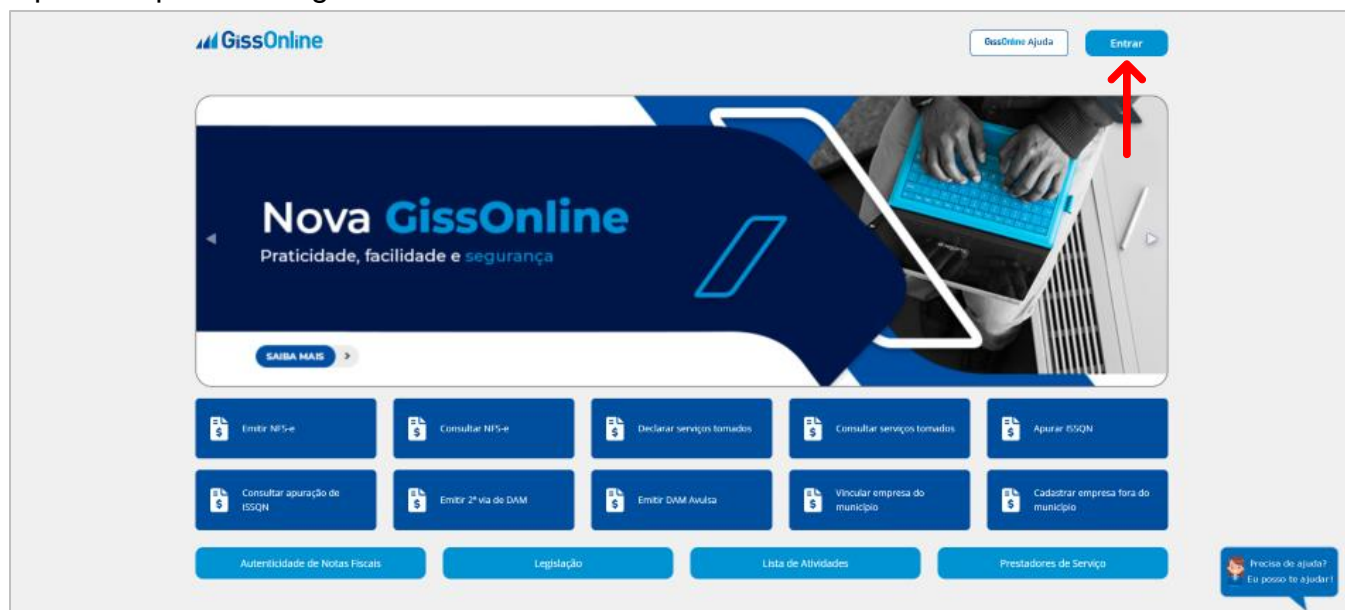 GissOnline
GissOnline Ajuda
Entrar
Nova GissOnline
Praticidade, facilidade e segurança
SAIBA MAIS >
Emitir NFS-e
Consultar NFS-e
Declarar serviços tomados
Consultar serviços tomados
Apurar ISSQN
Consultar apuração de
ISSQN
Emitir 2ª via de DAM
Emitir DAM Avulsa
Vincular empresa do
município
Cadastrar empresa fora do
município
Autenticidade de Notas Fiscais
Legislação
Lista de Atividades
Prestadores de Serviço
Precisa de ajuda?
Eu posso te ajudar!